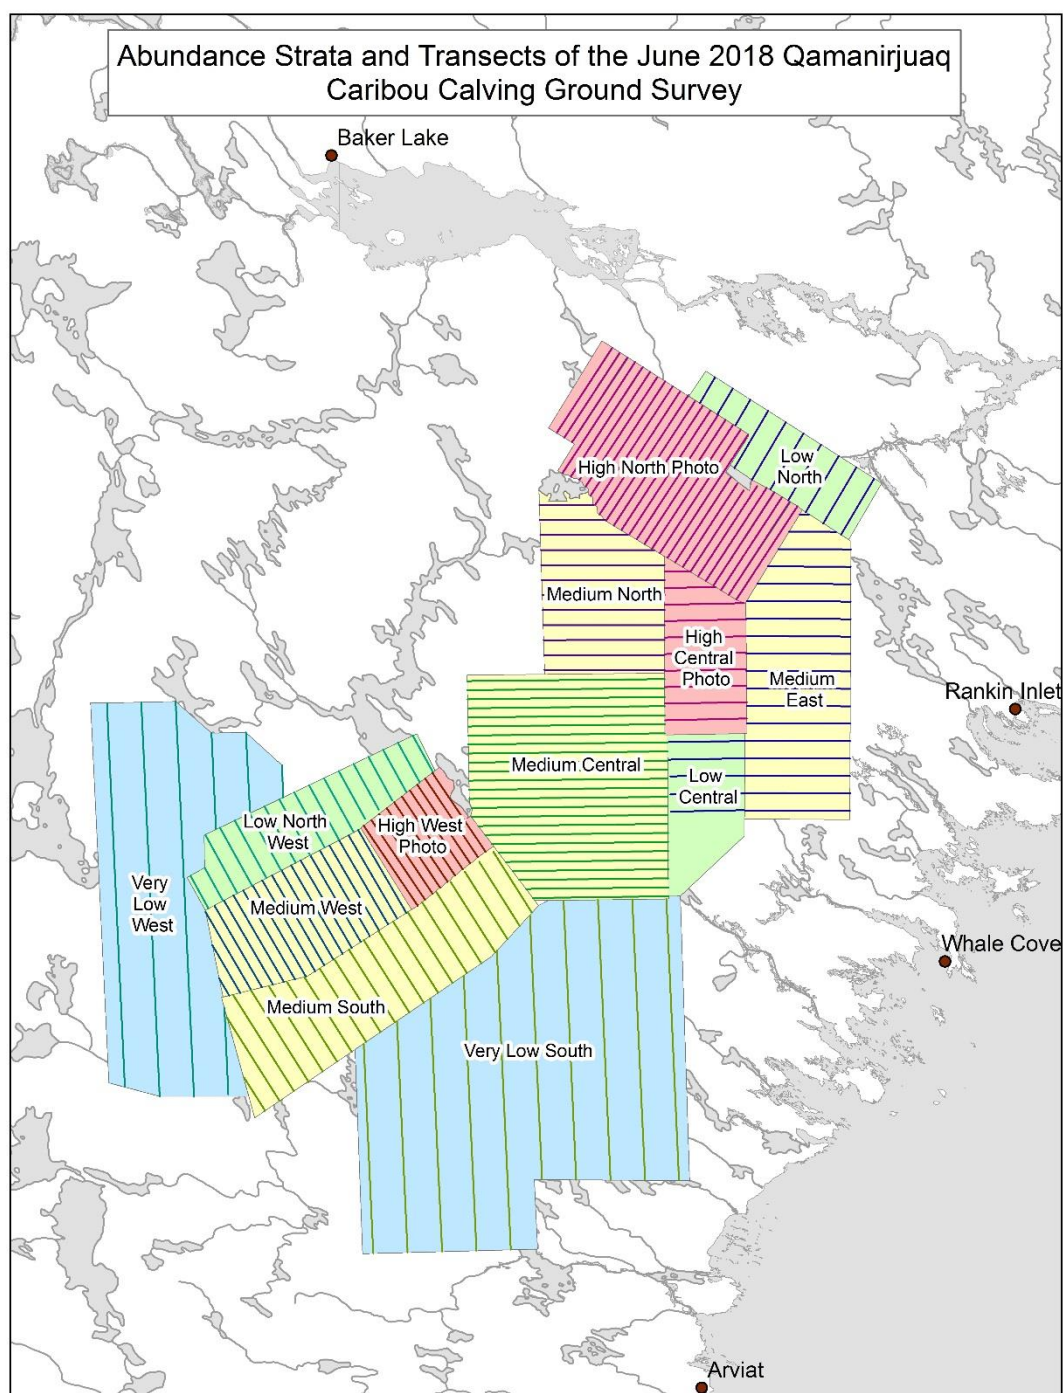 Abundance Strata and Transects of the June 2018 Qamanirjuaq
Caribou Calving Ground Survey
Baker Lake
Low
North
High North Photo
Medium North
High
Central
Photo
Medium
East
Rankin Inlet
Medium Central
Low
Central
Low North
West
High West
Photo
Very
Low
West
Medium West
Whale Cove
Medium South
Very Low South
Arviat